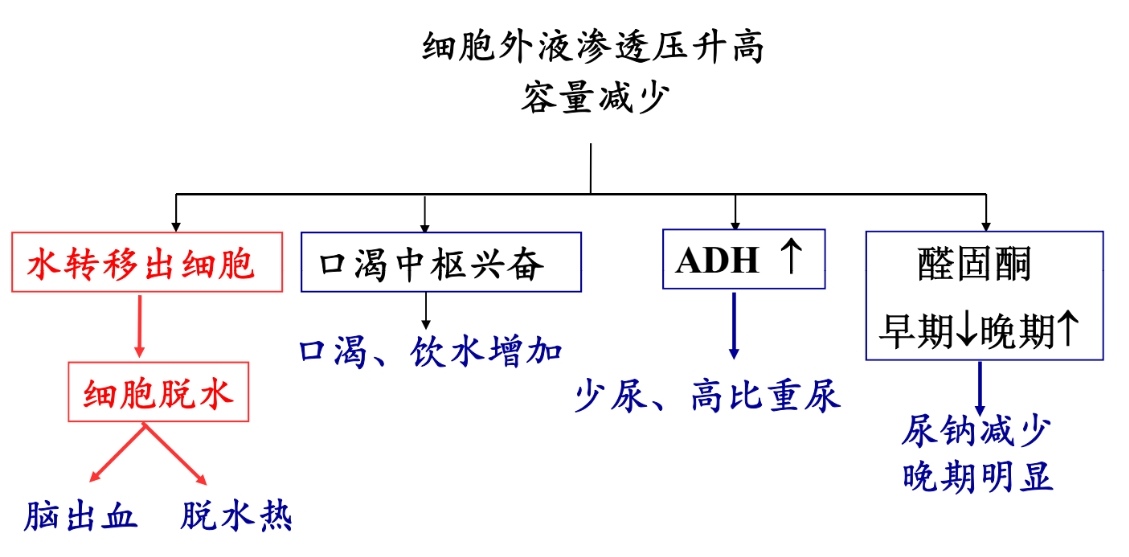 细胞外液渗透压升高
容量减少
水转移出细胞
口渴中枢兴奋
ADH ↑
醛固酮
早期↓晚期↑
细胞脱水
口渴、饮水增加
少尿、高比重尿
尿钠减少
晚期明显
脑出血
脱水热